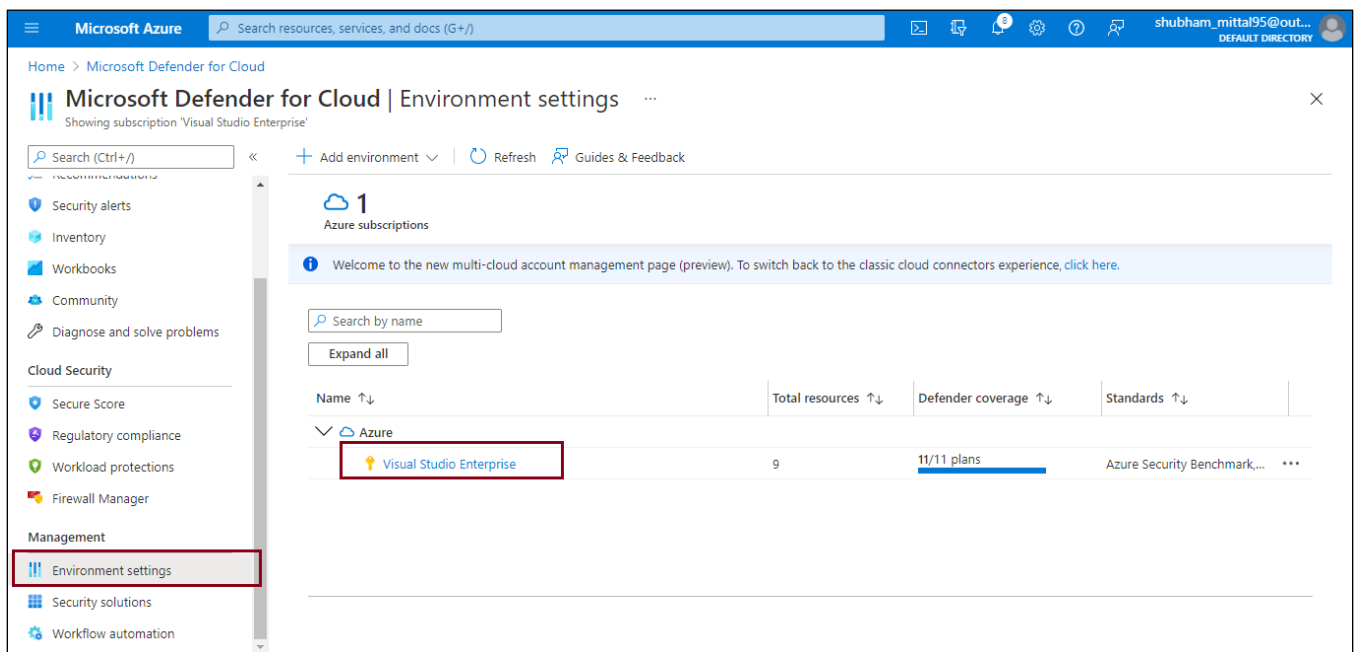 Microsoft Azure
Search resources, services, and docs (G+/)
8
shubham_mittal95@out...
DEFAULT DIRECTORY
Home > Microsoft Defender for Cloud
Microsoft Defender for Cloud | Environment settings ...
Showing subscription 'Visual Studio Enterprise'
Search (Ctrl+/)
«
Add environment
Refresh
Guides & Feedback
Recommendations
Security alerts
Inventory
Workbooks
Community
Diagnose and solve problems
Cloud Security
Secure Score
Regulatory compliance
Workload protections
Firewall Manager
Management
Environment settings
Security solutions
Workflow automation
1
Azure subscriptions
Welcome to the new multi-cloud account management page (preview). To switch back to the classic cloud connectors experience, click here.
Search by name
Expand all
Name ↑↓ Total resources ↑↓ Defender coverage ↑↓ Standards ↑↓
Azure
Visual Studio Enterprise 9 11/11 plans Azure Security Benchmark,... ...